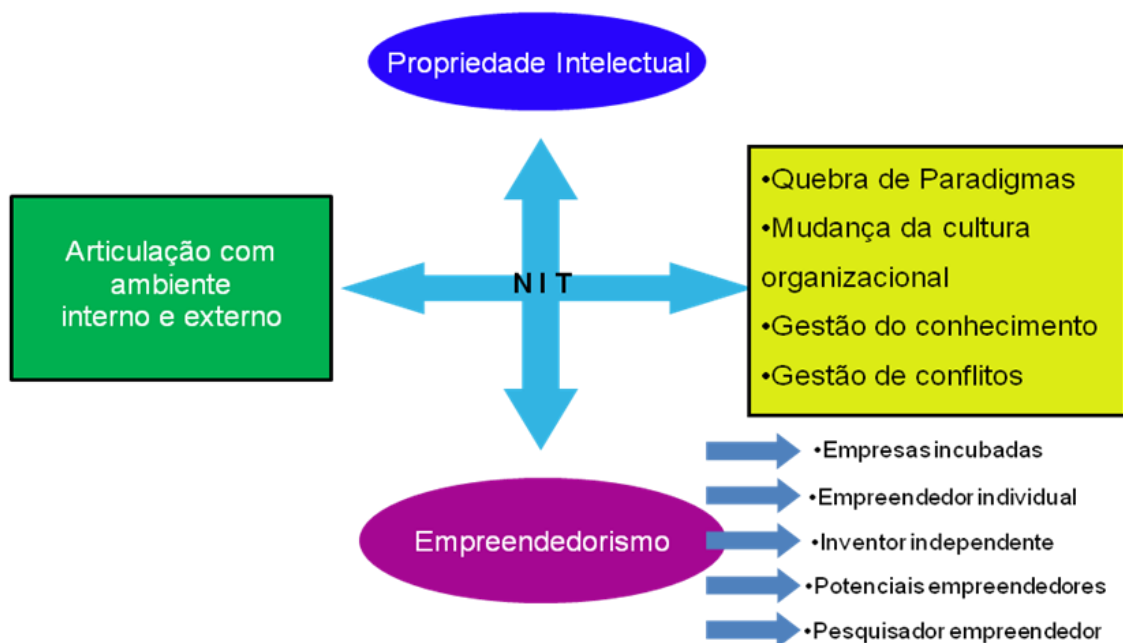 Propriedade Intelectual
•Quebra de Paradigmas
•Mudança da cultura
organizacional
•Gestão do conhecimento
•Gestão de conflitos
Articulação com
ambiente
interno e externo
N I T
Empreendedorismo
•Empresas incubadas
•Empreendedor individual
•Inventor independente
•Potenciais empreendedores
•Pesquisador empreendedor